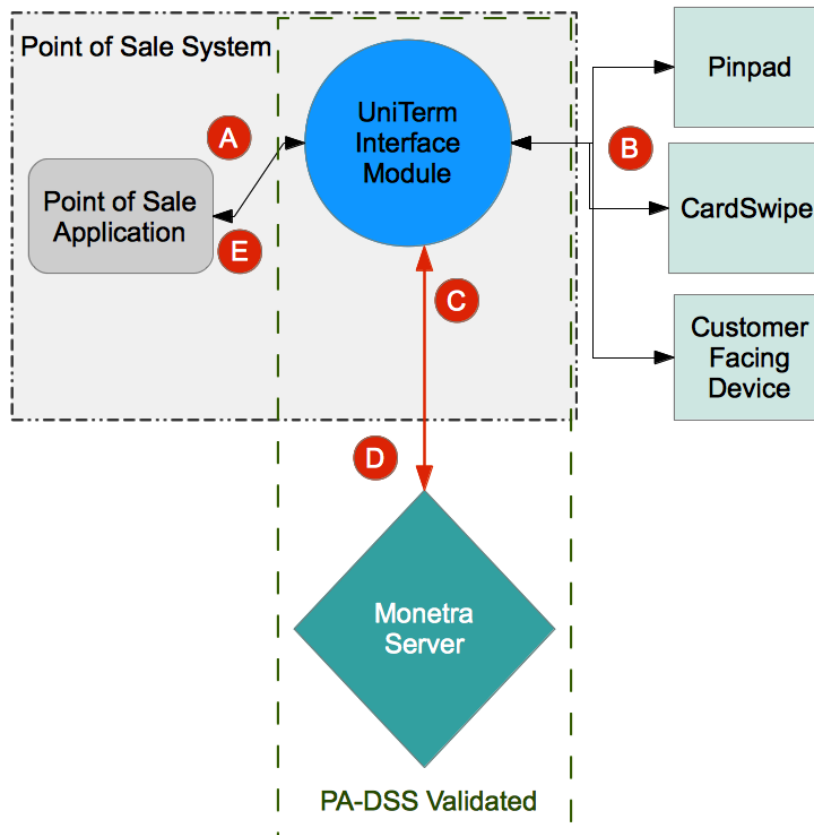 Point of Sale System
UniTerm
Interface
Module
Pinpad
A
B
Point of Sale
Application
CardSwipe
E
C
Customer
Facing
Device
D
Monetra
Server
PA-DSS Validated